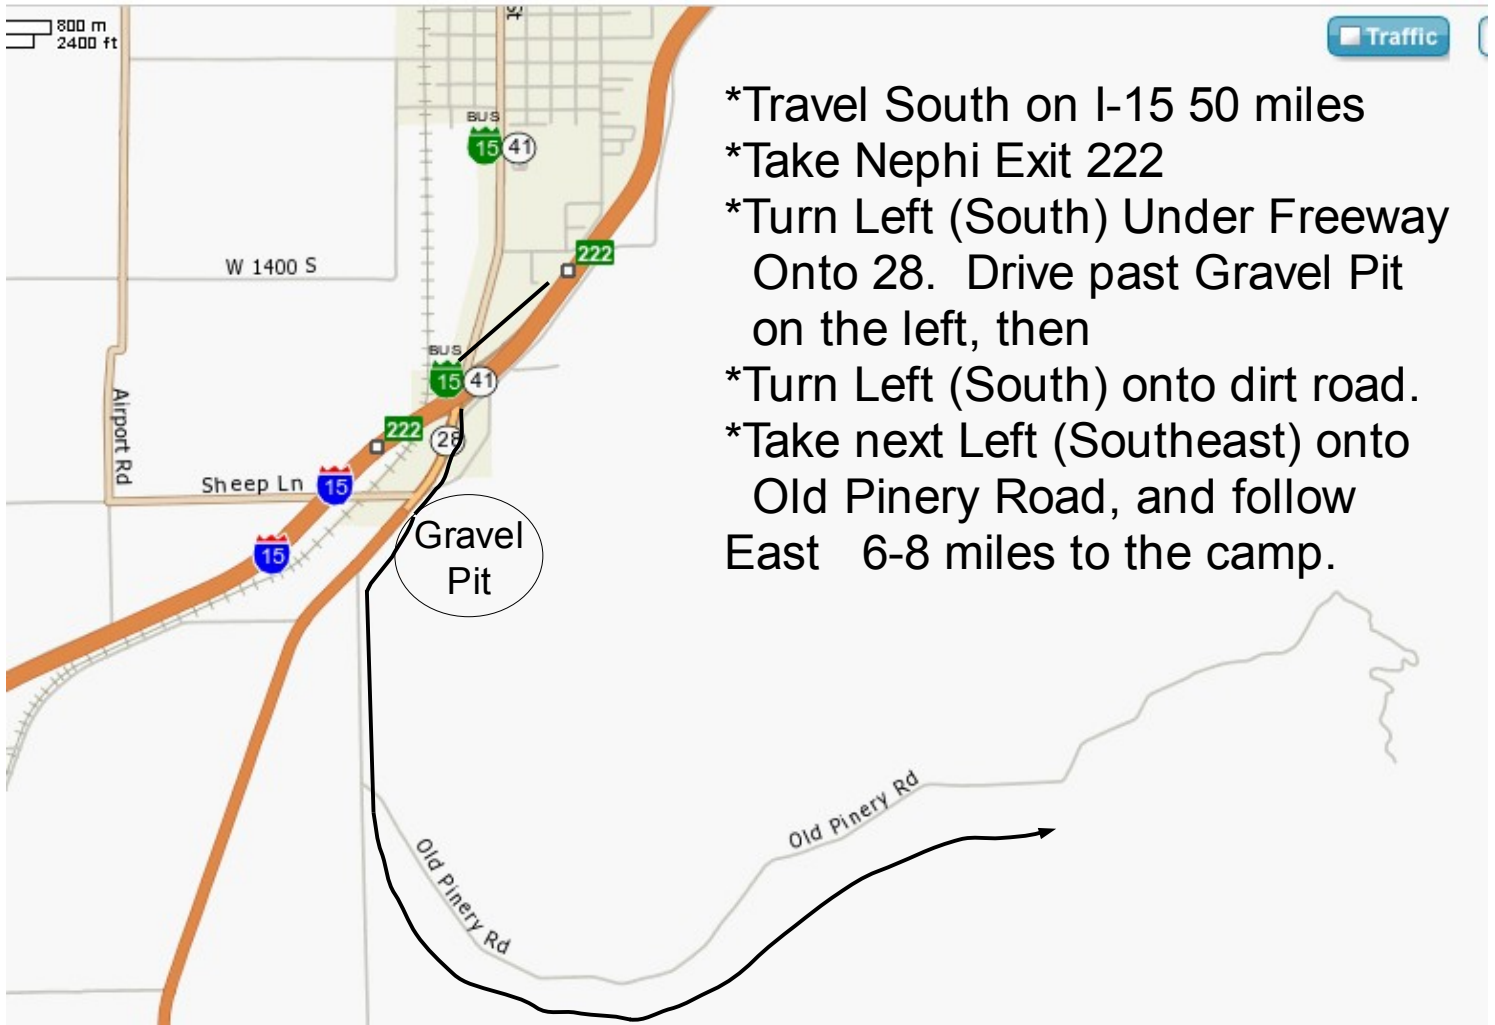 800 m
2400 ft
St
Traffic
*Travel South on I-15 50 miles
*Take Nephi Exit 222
*Turn Left (South) Under Freeway
Onto 28. Drive past Gravel Pit
on the left, then
*Turn Left (South) onto dirt road.
*Take next Left (Southeast) onto
Old Pinery Road, and follow
East 6-8 miles to the camp.
BUS
15 41
222
W 1400 S
BUS
15 41
Airport Rd
222
28
Sheep Ln
15
15
Gravel
Pit
Old Pinery Rd
Old Pinery Rd